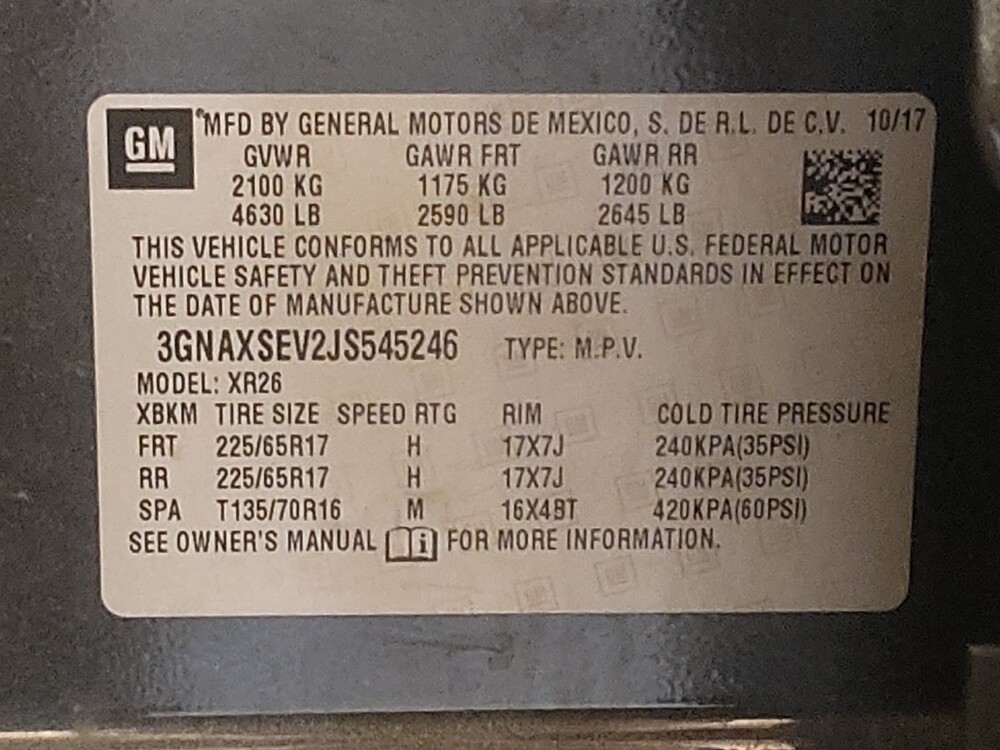 GM
MFD BY GENERAL MOTORS DE MEXICO, S. DE R.L. DE C.V. 10/17
GVWR GAWR FRT GAWR RR
2100 KG 1175 KG 1200 KG
4630 LB 2590 LB 2645 LB
THIS VEHICLE CONFORMS TO ALL APPLICABLE U.S. FEDERAL MOTOR
VEHICLE SAFETY AND THEFT PREVENTION STANDARDS IN EFFECT ON
THE DATE OF MANUFACTURE SHOWN ABOVE.
3GNAXSEV2JS545246 TYPE: M.P.V.
MODEL: XR26
XBKM TIRE SIZE SPEED RTG RIM COLD TIRE PRESSURE
FRT 225/65R17 H 17X7J 240KPA(35PSI)
RR 225/65R17 H 17X7J 240KPA(35PSI)
SPA T135/70R16 M 16X4BT 420KPA(60PSI)
SEE OWNER'S MANUAL i FOR MORE INFORMATION.